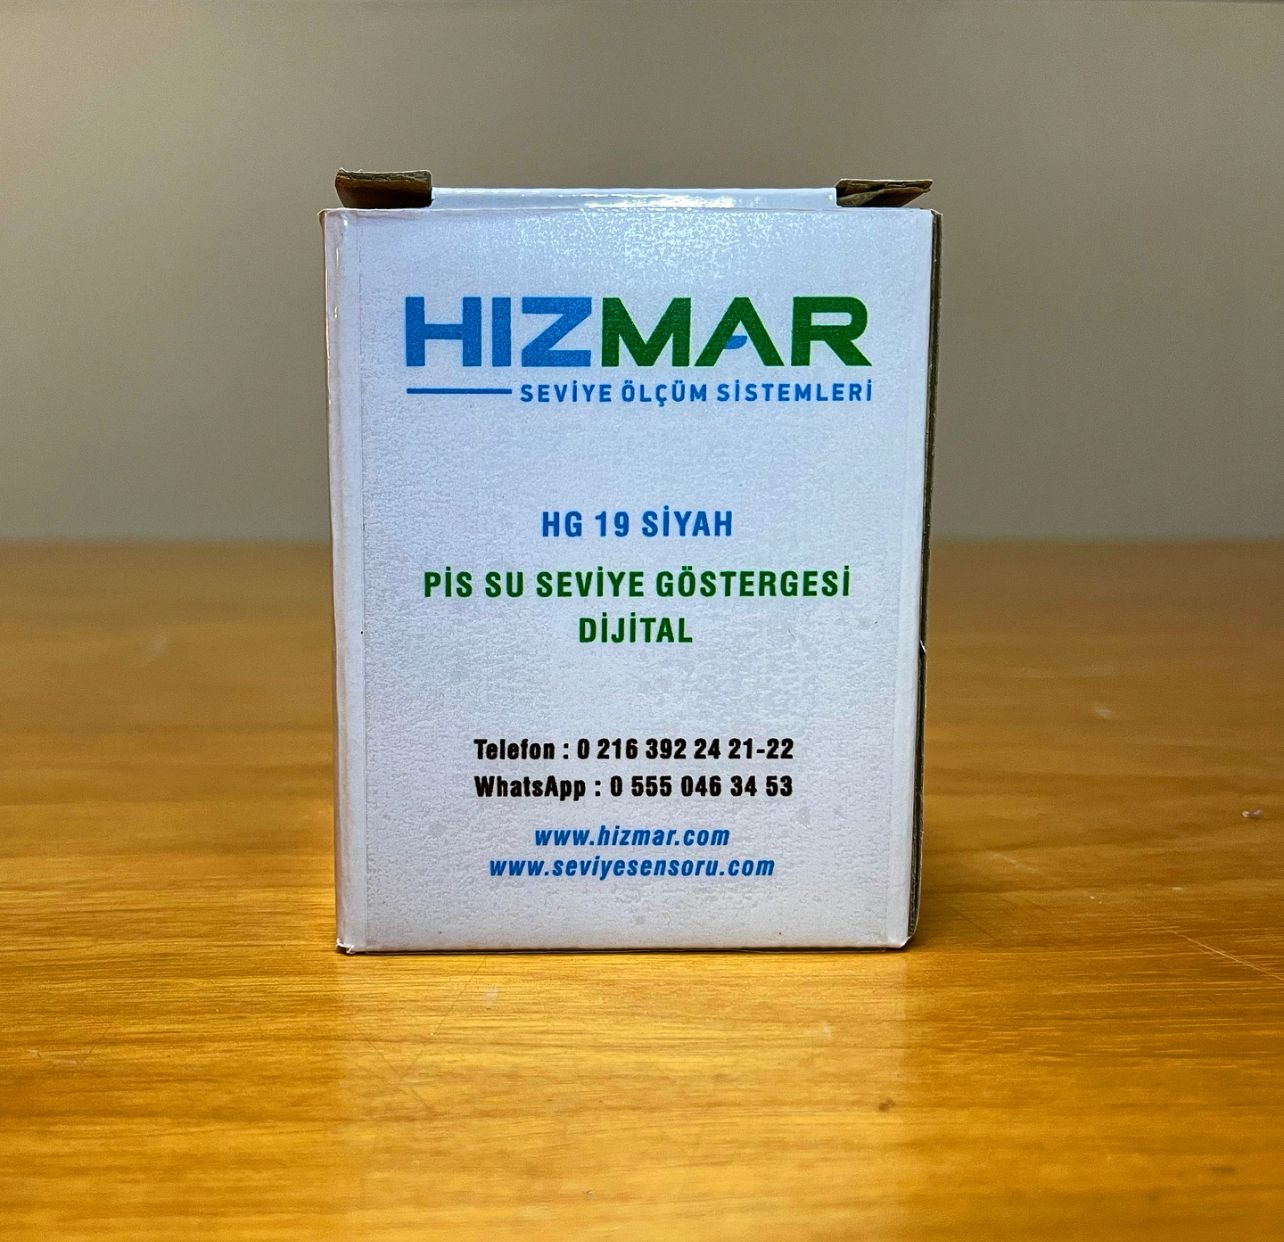 HIZMAR
SEVİYE ÖLÇÜM SİSTEMLERİ
HG 19 SİYAH
PİS SU SEVİYE GÖSTERGESİ
DİJİTAL
Telefon : 0 216 392 24 21-22
WhatsApp : 0 555 046 34 53
www.hizmar.com
www.seviyesensoru.com